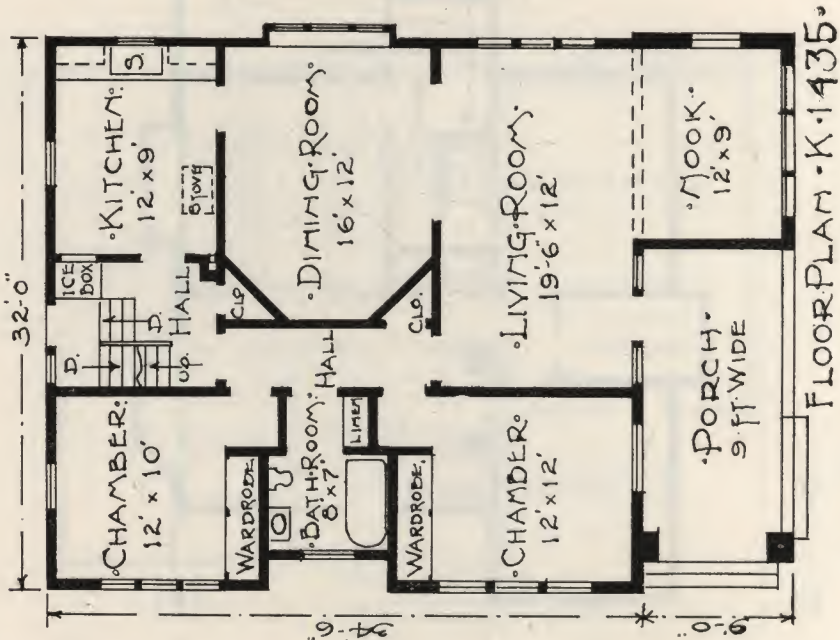 32'-0"
S.
·KITCHEN·
12' x 9'
STOVE
ICE
BOX
D.
D.
UP.
HALL
CLO.
·DINING·ROOM·
16' x 12'
CLO.
HALL
·CHAMBER·
12' x 10'
WARDROBE
·BATH·ROOM·
8' x 7'
LINEN
WARDROBE
·CHAMBER·
12' x 12'
·LIVING·ROOM·
19'-6" x 12'
·NOOK·
12' x 9'
·PORCH·
9·FT·WIDE
34'-6"
9'-0"
FLOOR·PLAN·K·1435·